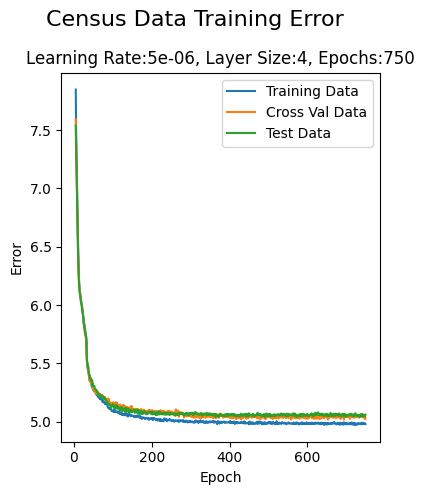 Census Data Training Error
Learning Rate:5e-06, Layer Size:4, Epochs:750
Training Data
Cross Val Data
Test Data
7.5
7.0
6.5
6.0
5.5
5.0
Error
0
200
400
600
Epoch